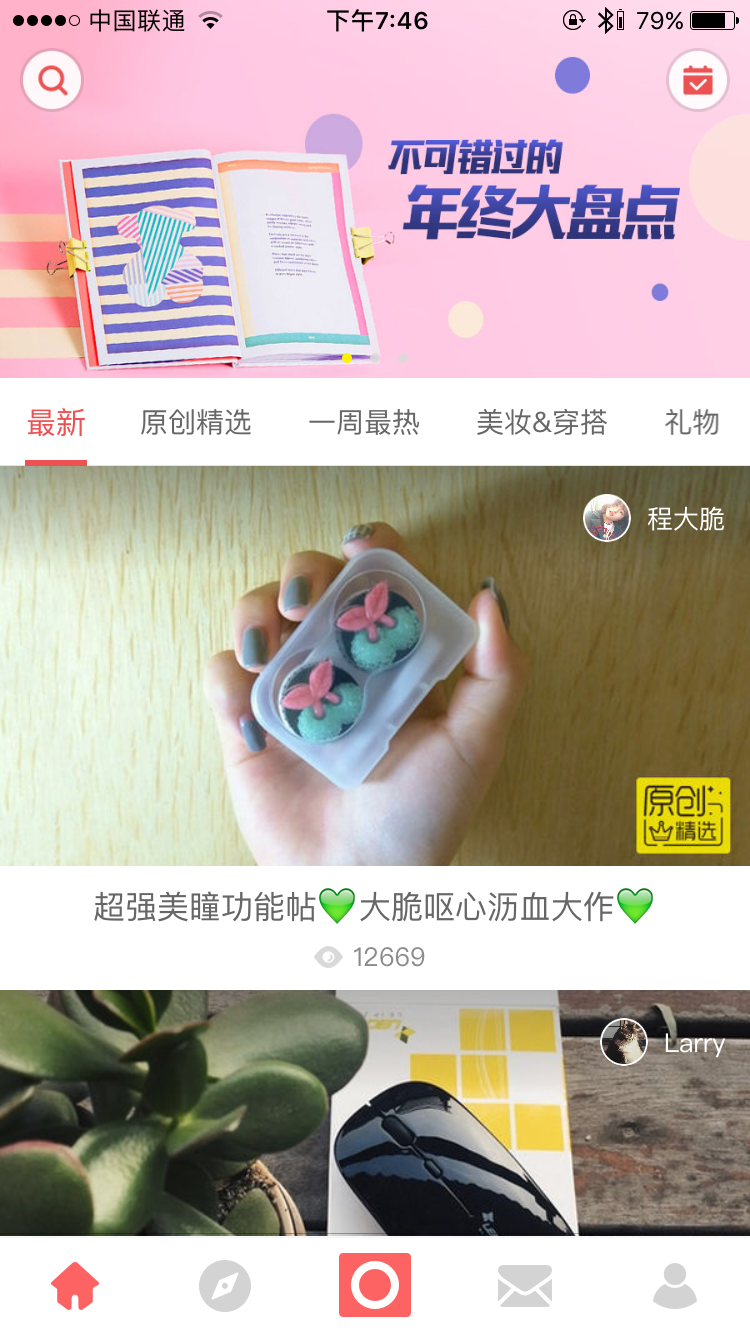 中国联通
下午7:46
79%
不可错过的
年终大盘点
最新
原创精选
一周最热
美妆&穿搭
礼物
程大脆
原创
精选
超强美瞳功能帖💚大脆呕心沥血大作💚
12669
Larry